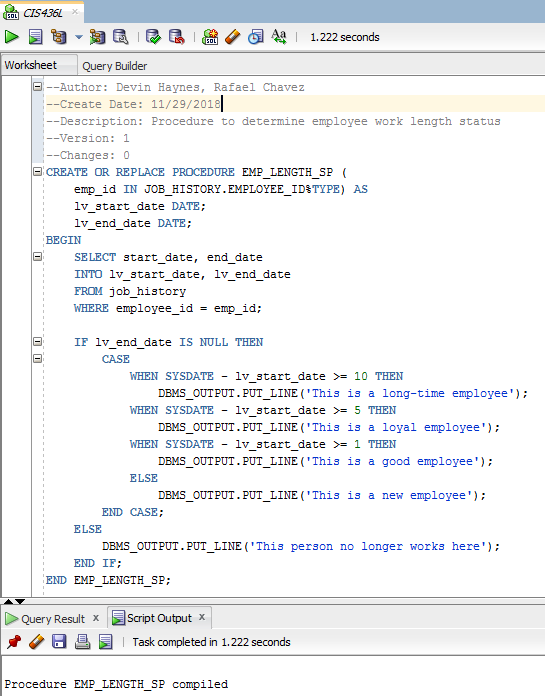 CIS436L
1.222 seconds
Worksheet Query Builder
--Author: Devin Haynes, Rafael Chavez
--Create Date: 11/29/2018
--Description: Procedure to determine employee work length status
--Version: 1
--Changes: 0
CREATE OR REPLACE PROCEDURE EMP_LENGTH_SP (
    emp_id IN JOB_HISTORY.EMPLOYEE_ID%TYPE) AS
    lv_start_date DATE;
    lv_end_date DATE;
BEGIN
    SELECT start_date, end_date
    INTO lv_start_date, lv_end_date
    FROM job_history
    WHERE employee_id = emp_id;
    IF lv_end_date IS NULL THEN
        CASE
            WHEN SYSDATE - lv_start_date >= 10 THEN
                DBMS_OUTPUT.PUT_LINE('This is a long-time employee');
            WHEN SYSDATE - lv_start_date >= 5 THEN
                DBMS_OUTPUT.PUT_LINE('This is a loyal employee');
            WHEN SYSDATE - lv_start_date >= 1 THEN
                DBMS_OUTPUT.PUT_LINE('This is a good employee');
            ELSE
                DBMS_OUTPUT.PUT_LINE('This is a new employee');
        END CASE;
    ELSE
        DBMS_OUTPUT.PUT_LINE('This person no longer works here');
    END IF;
END EMP_LENGTH_SP;
Query Result x Script Output x
Task completed in 1.222 seconds
Procedure EMP_LENGTH_SP compiled